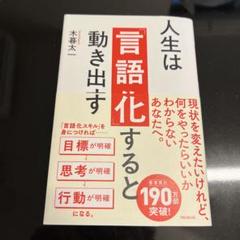 人生は
「言語化」すると
動き出す
木暮太一
現状を変えたいけれど、
何をやったらいいか
わからない
あなたへ。
「言語化スキル」を
身につければ──
目標が明確
思考が明確
行動が明確
になる。
190万部
突破!